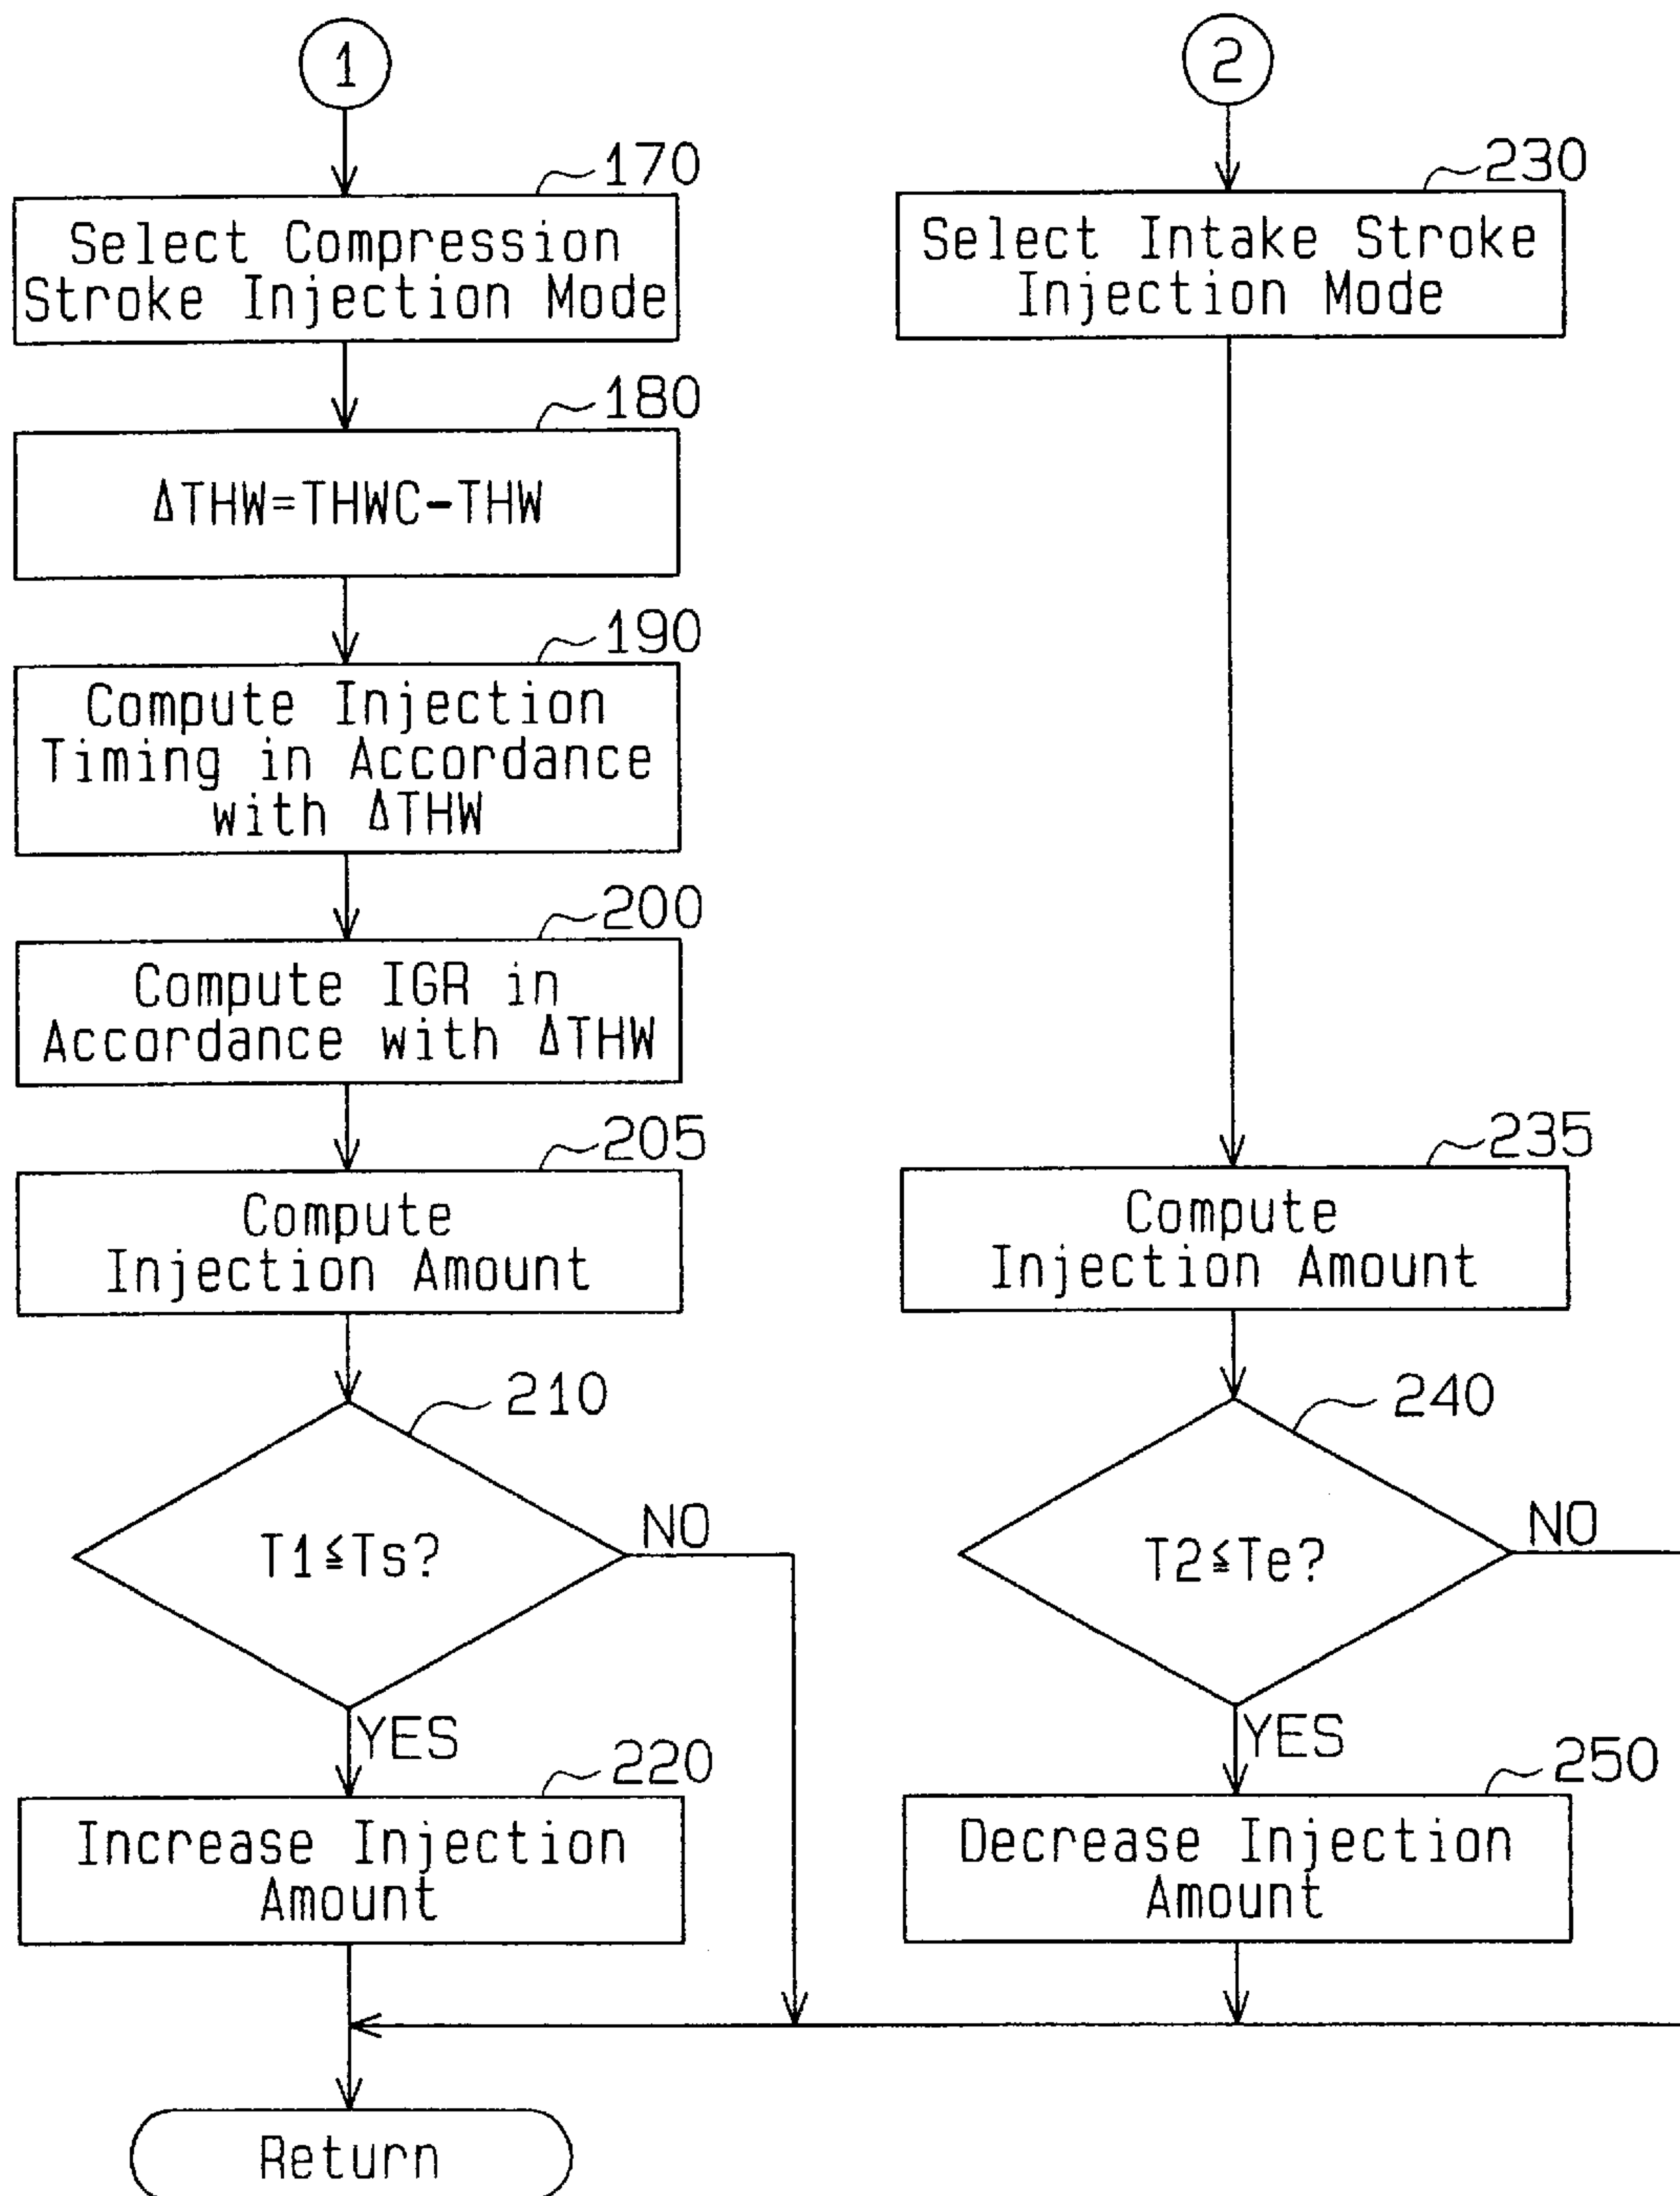 1
170
Select Compression
Stroke Injection Mode
180
ΔTHW=THWC-THW
190
Compute Injection
Timing in Accordance
with ΔTHW
200
Compute IGR in
Accordance with ΔTHW
205
Compute
Injection Amount
210
T1≦Ts?
NO
YES
220
Increase Injection
Amount
Return
2
230
Select Intake Stroke
Injection Mode
235
Compute
Injection Amount
240
T2≦Te?
NO
YES
250
Decrease Injection
Amount